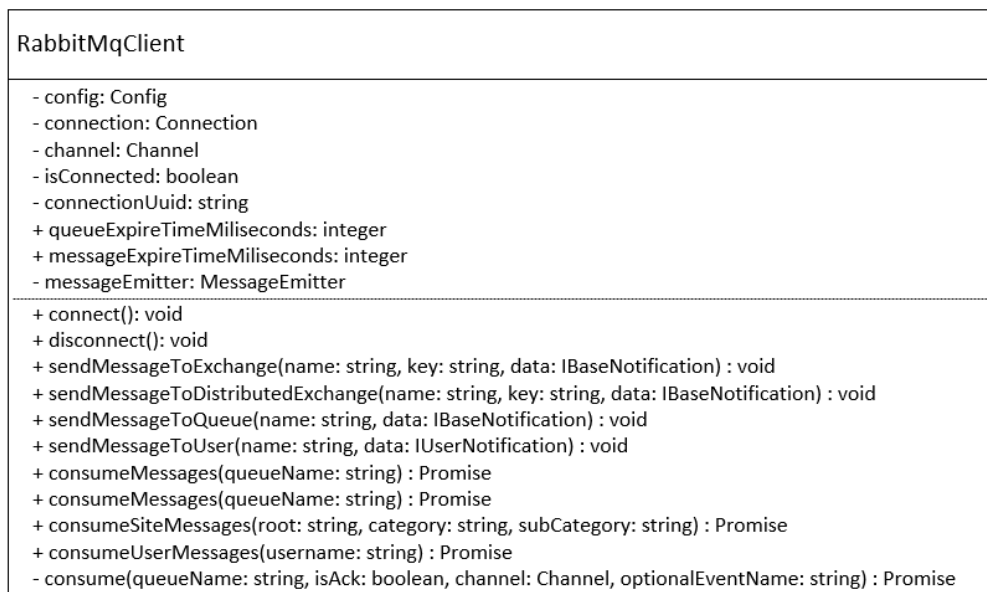 RabbitMqClient
- config: Config
- connection: Connection
- channel: Channel
- isConnected: boolean
- connectionUuid: string
+ queueExpireTimeMiliseconds: integer
+ messageExpireTimeMiliseconds: integer
- messageEmitter: MessageEmitter
+ connect(): void
+ disconnect(): void
+ sendMessageToExchange(name: string, key: string, data: IBaseNotification) : void
+ sendMessageToDistributedExchange(name: string, key: string, data: IBaseNotification) : void
+ sendMessageToQueue(name: string, data: IBaseNotification) : void
+ sendMessageToUser(name: string, data: IUserNotification) : void
+ consumeMessages(queueName: string) : Promise
+ consumeMessages(queueName: string) : Promise
+ consumeSiteMessages(root: string, category: string, subCategory: string) : Promise
+ consumeUserMessages(username: string) : Promise
- consume(queueName: string, isAck: boolean, channel: Channel, optionalEventName: string) : Promise